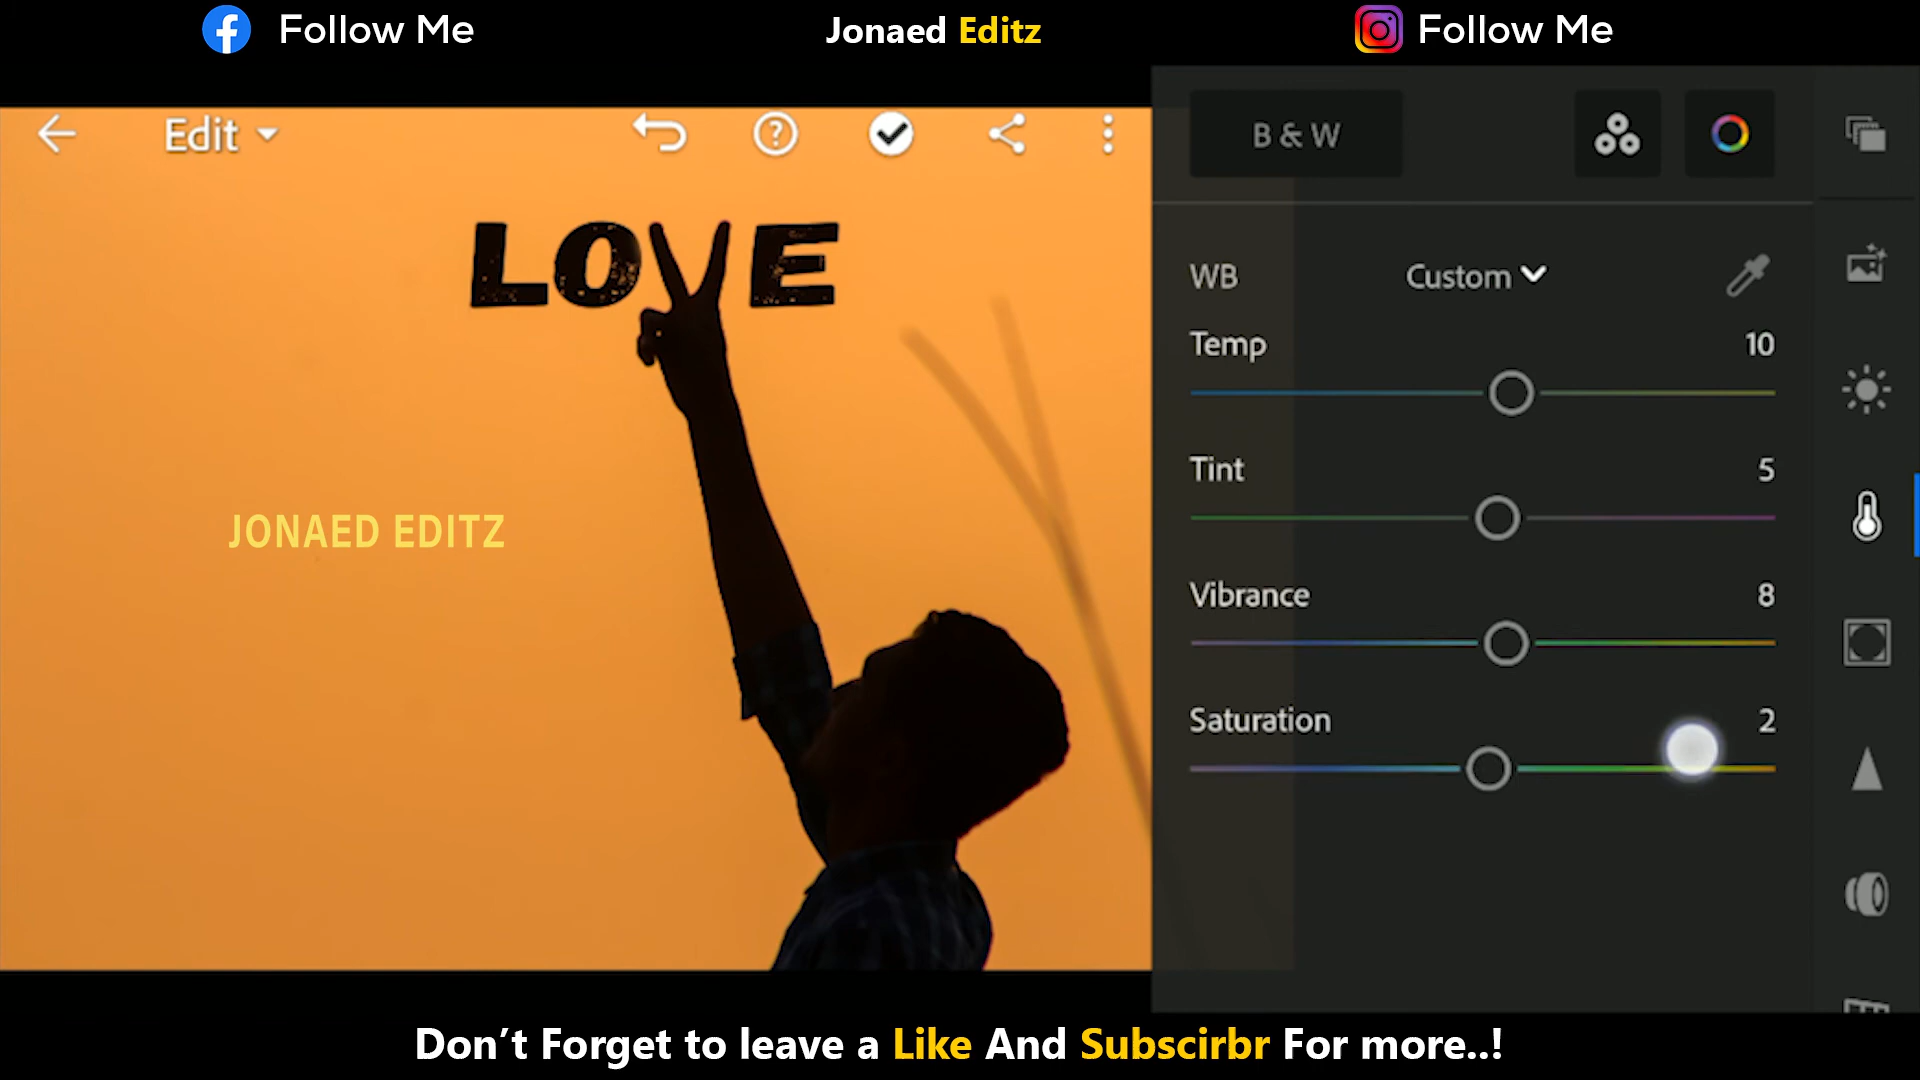 Follow Me
Jonaed Editz
Follow Me
Edit
B & W
LOVE
WB Custom
Temp 10
Tint 5
JONAED EDITZ
Vibrance 8
Saturation 2
Don’t Forget to leave a Like And Subscirbr For more..!